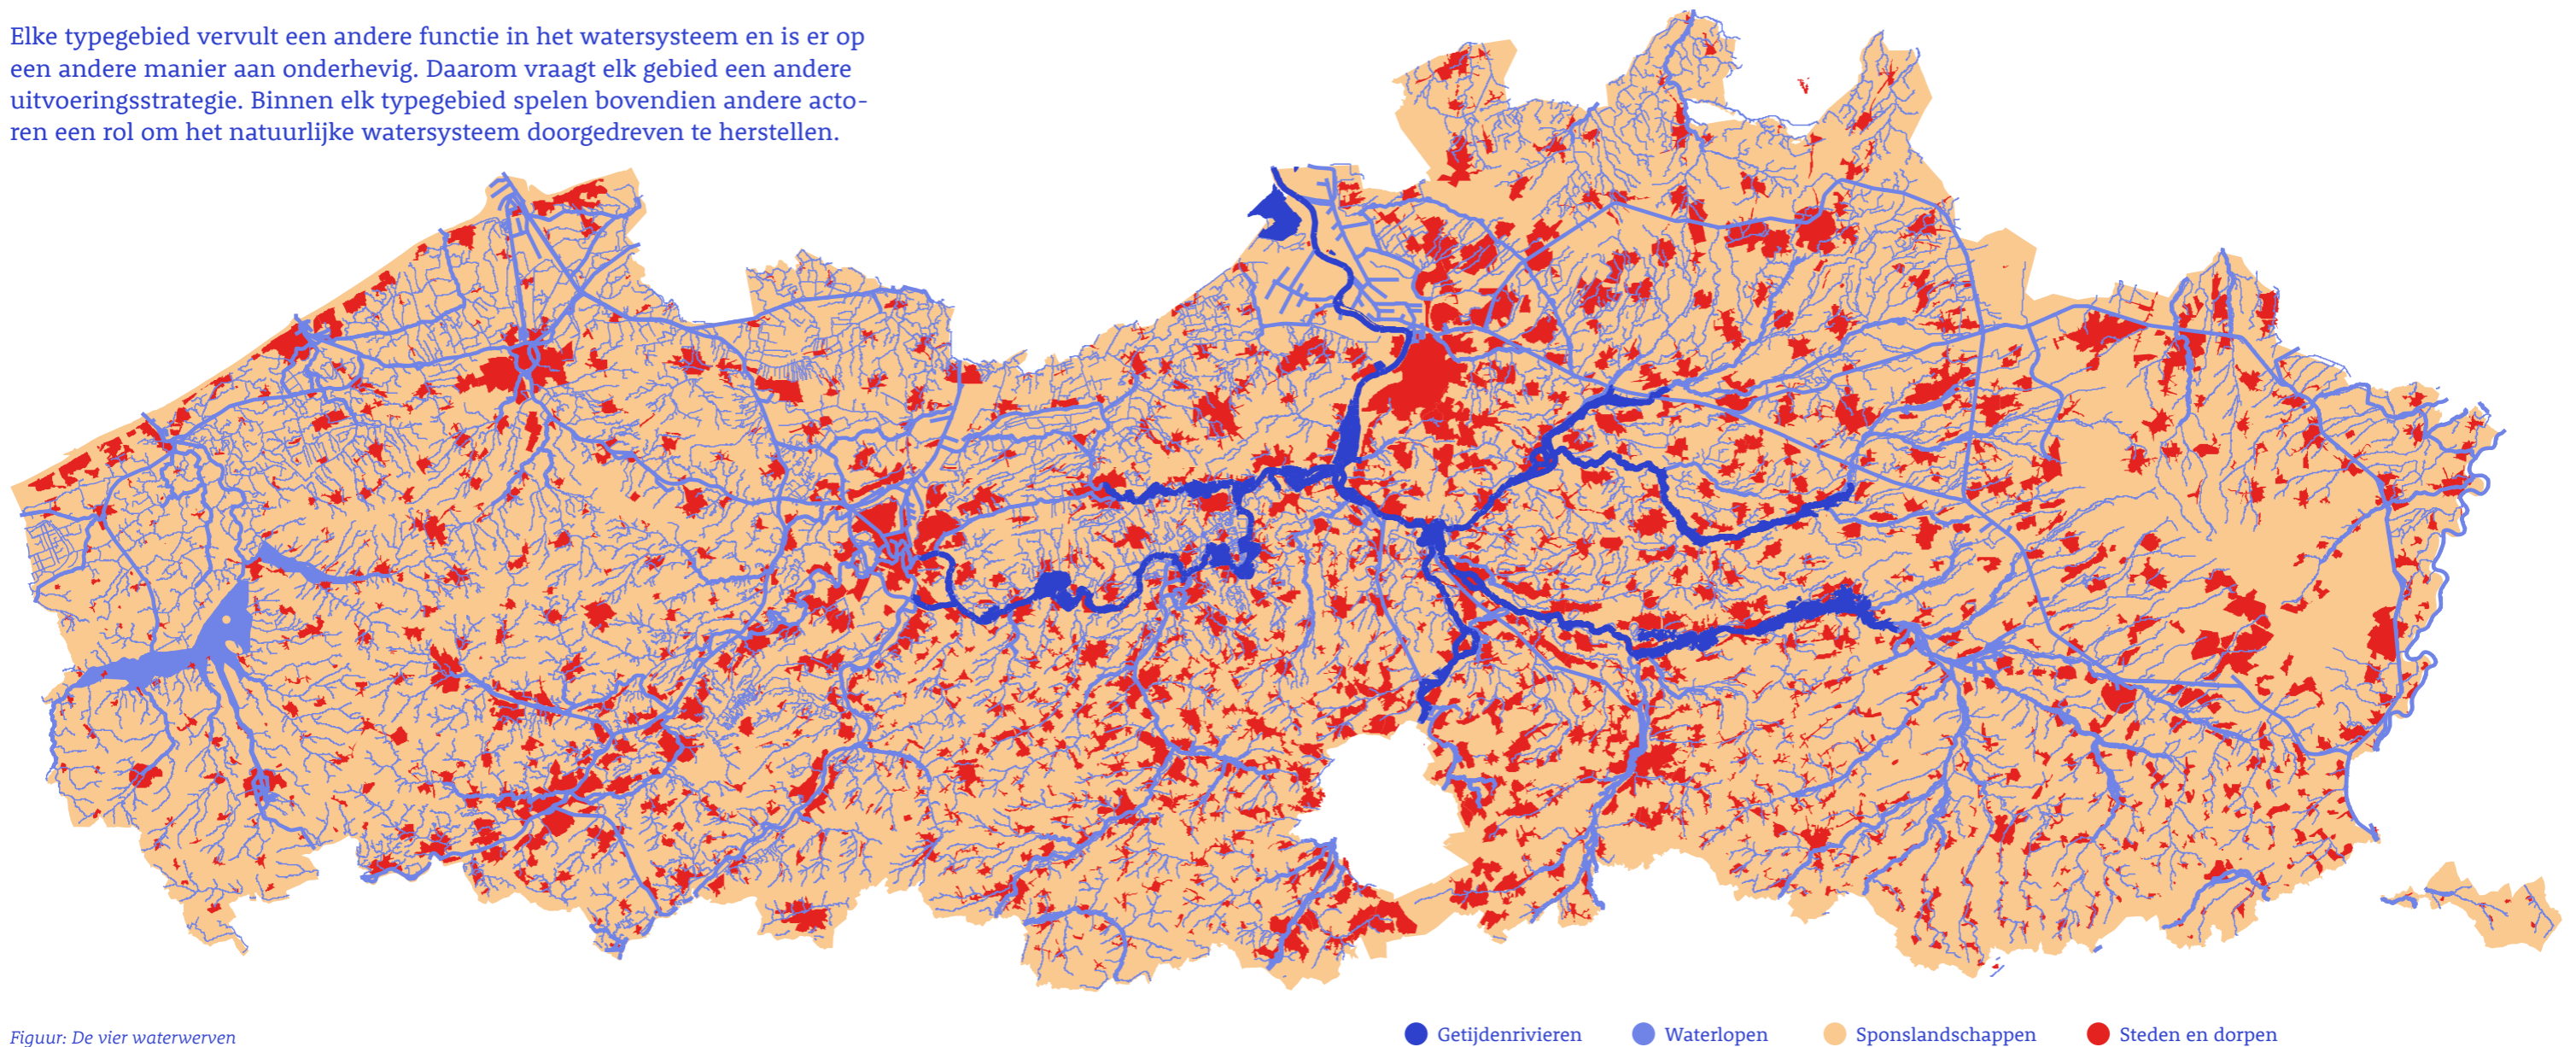 Elke typegebied vervult een andere functie in het watersysteem en is er op
een andere manier aan onderhevig. Daarom vraagt elk gebied een andere
uitvoeringsstrategie. Binnen elk typegebied spelen bovendien andere acto-
ren een rol om het natuurlijke watersysteem doorgedreven te herstellen.
Figuur: De vier waterwerven
Getijdenrivieren
Waterlopen
Sponslandschappen
Steden en dorpen